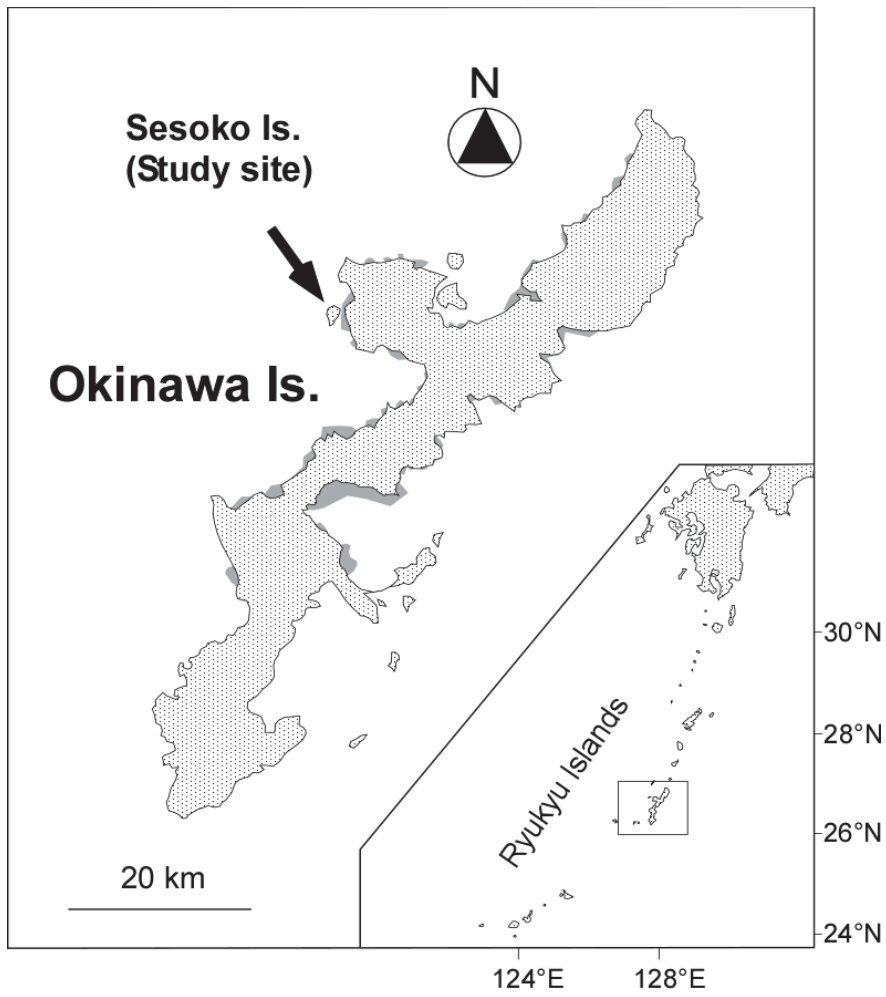 N
Sesoko Is.
(Study site)
Okinawa Is.
30°N
Ryukyu Islands
28°N
26°N
20 km
24°N
124°E
128°E